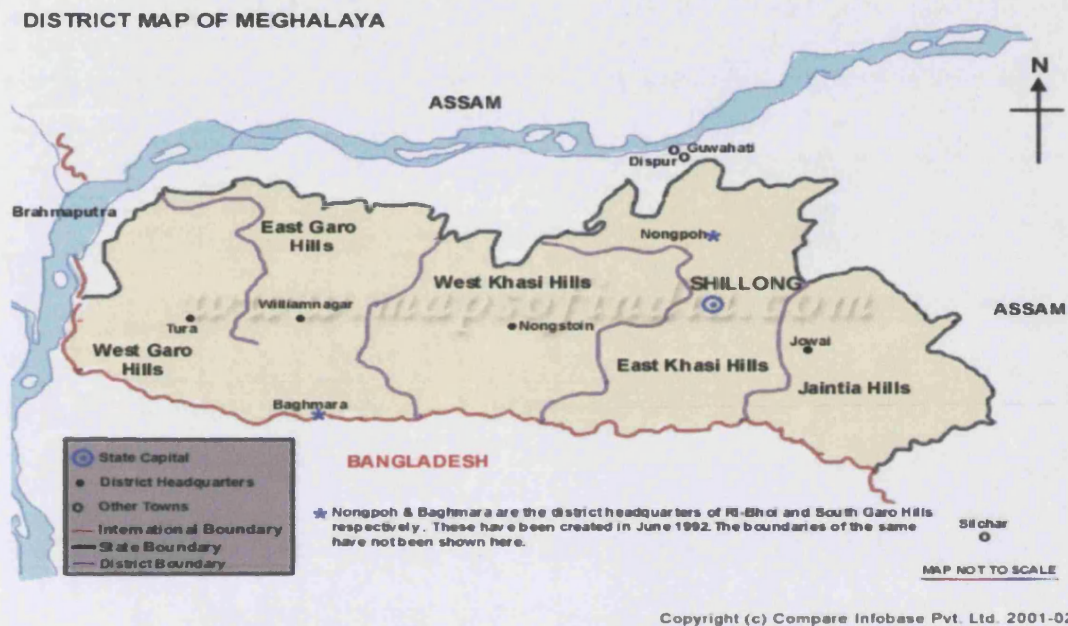 DISTRICT MAP OF MEGHALAYA
N
ASSAM
Guwahati
Dispur
Brahmaputra
East Garo
Hills
Nongpoh
West Khasi Hills
SHILLONG
www.mapsofindia.com
Williamnagar
Tura
Nongstoin
ASSAM
West Garo
Hills
Jowai
East Khasi Hills
Jaintia Hills
Baghmara
BANGLADESH
State Capital
District Headquarters
Other Towns
International Boundary
State Boundary
District Boundary
* Nongpoh & Baghmara are the district headquarters of Ri-Bhoi and South Garo Hills
respectively. These have been created in June 1992. The boundaries of the same
have not been shown here.
Silchar
MAP NOT TO SCALE
Copyright (c) Compare Infobase Pvt. Ltd. 2001-02